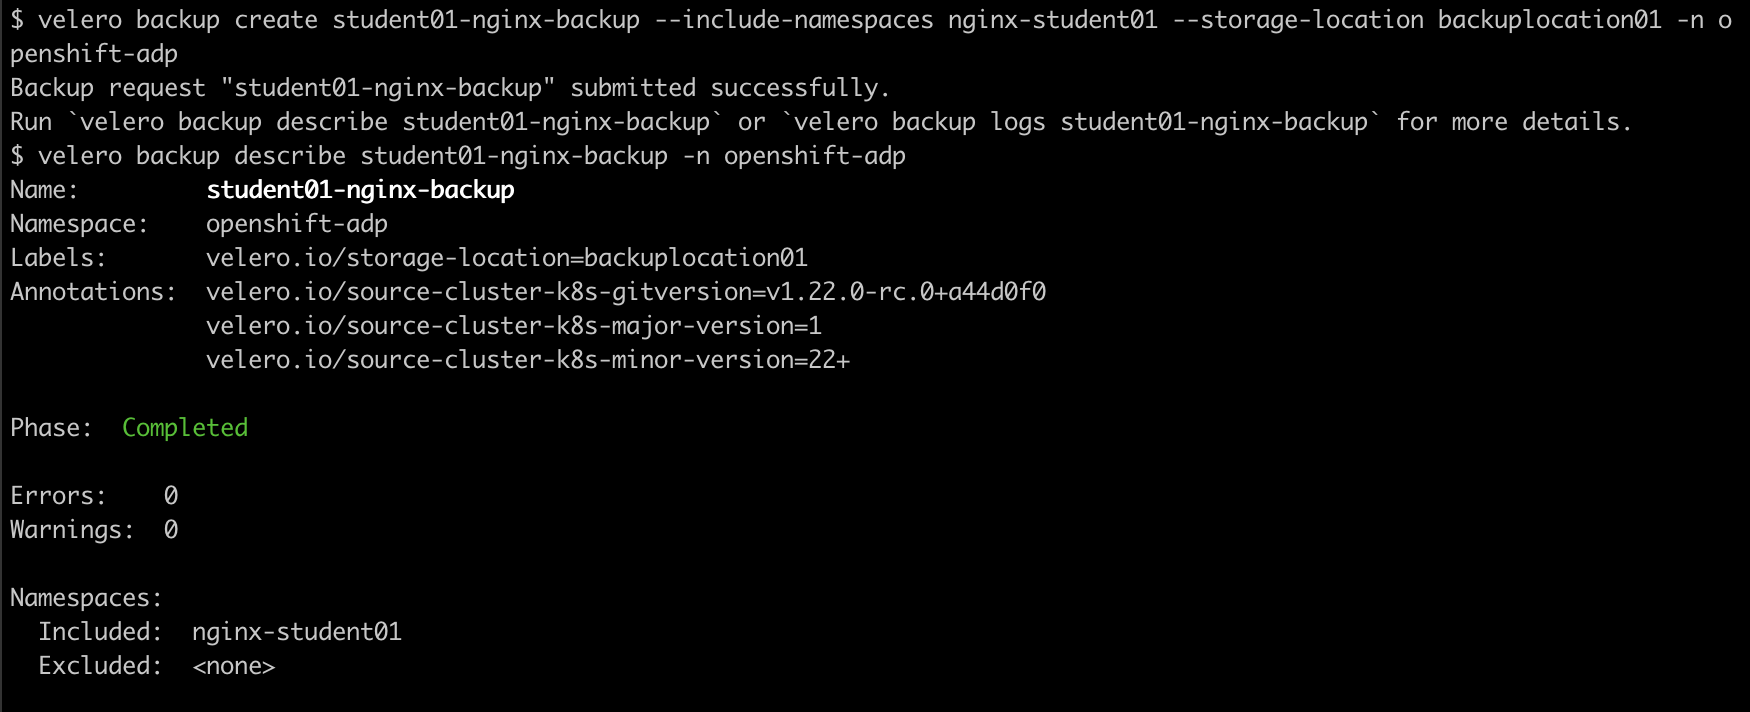 $ velero backup create student01-nginx-backup --include-namespaces nginx-student01 --storage-location backuplocation01 -n o
penshift-adp
Backup request "student01-nginx-backup" submitted successfully.
Run `velero backup describe student01-nginx-backup` or `velero backup logs student01-nginx-backup` for more details.
$ velero backup describe student01-nginx-backup -n openshift-adp
Name:         student01-nginx-backup
Namespace:    openshift-adp
Labels:       velero.io/storage-location=backuplocation01
Annotations:  velero.io/source-cluster-k8s-gitversion=v1.22.0-rc.0+a44d0f0
              velero.io/source-cluster-k8s-major-version=1
              velero.io/source-cluster-k8s-minor-version=22+
Phase:  Completed
Errors:    0
Warnings:  0
Namespaces:
  Included:  nginx-student01
  Excluded:  <none>